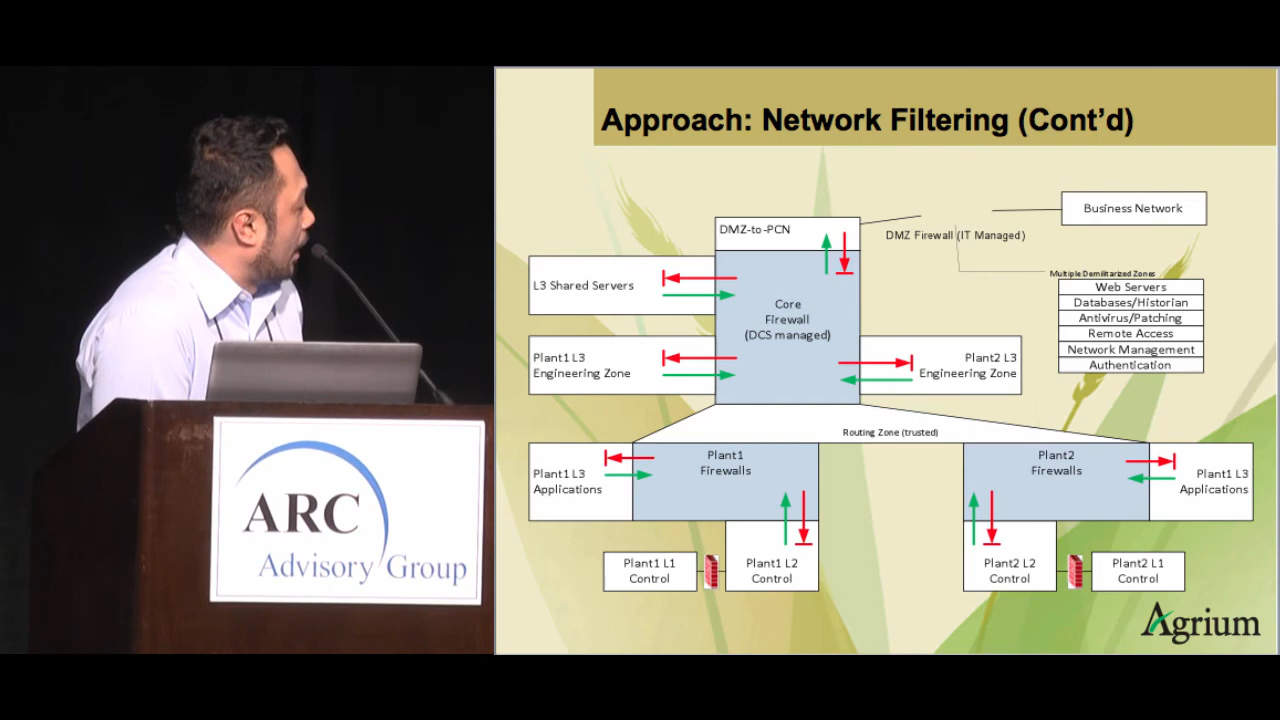 Approach: Network Filtering (Cont'd)
Business Network
DMZ-to-PCN
DMZ Firewall (IT Managed)
Multiple Demilitarized Zones
Web Servers
Databases/Historian
Antivirus/Patching
Remote Access
Network Management
Authentication
L3 Shared Servers
Core
Firewall
(DCS managed)
Plant1 L3
Engineering Zone
Plant2 L3
Engineering Zone
Routing Zone (trusted)
Plant1 L3
Applications
Plant1
Firewalls
Plant2
Firewalls
Plant1 L3
Applications
Plant1 L1
Control
Plant1 L2
Control
Plant2 L2
Control
Plant2 L1
Control
Agrium
ARC
Advisory Group